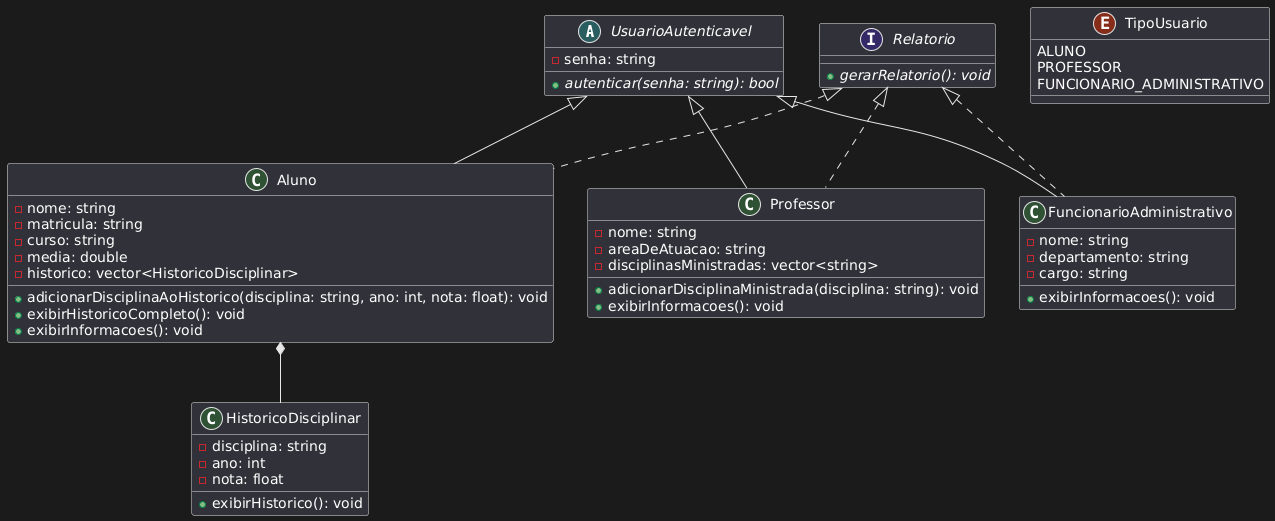 A UsuarioAutenticavel
senha: string
autenticar(senha: string): bool
I Relatorio
gerarRelatorio(): void
E TipoUsuario
ALUNO
PROFESSOR
FUNCIONARIO_ADMINISTRATIVO
C Aluno
nome: string
matricula: string
curso: string
media: double
historico: vector<HistoricoDisciplinar>
adicionarDisciplinaAoHistorico(disciplina: string, ano: int, nota: float): void
exibirHistoricoCompleto(): void
exibirInformacoes(): void
C Professor
nome: string
areaDeAtuacao: string
disciplinasMinistradas: vector<string>
adicionarDisciplinaMinistrada(disciplina: string): void
exibirInformacoes(): void
C FuncionarioAdministrativo
nome: string
departamento: string
cargo: string
exibirInformacoes(): void
C HistoricoDisciplinar
disciplina: string
ano: int
nota: float
exibirHistorico(): void